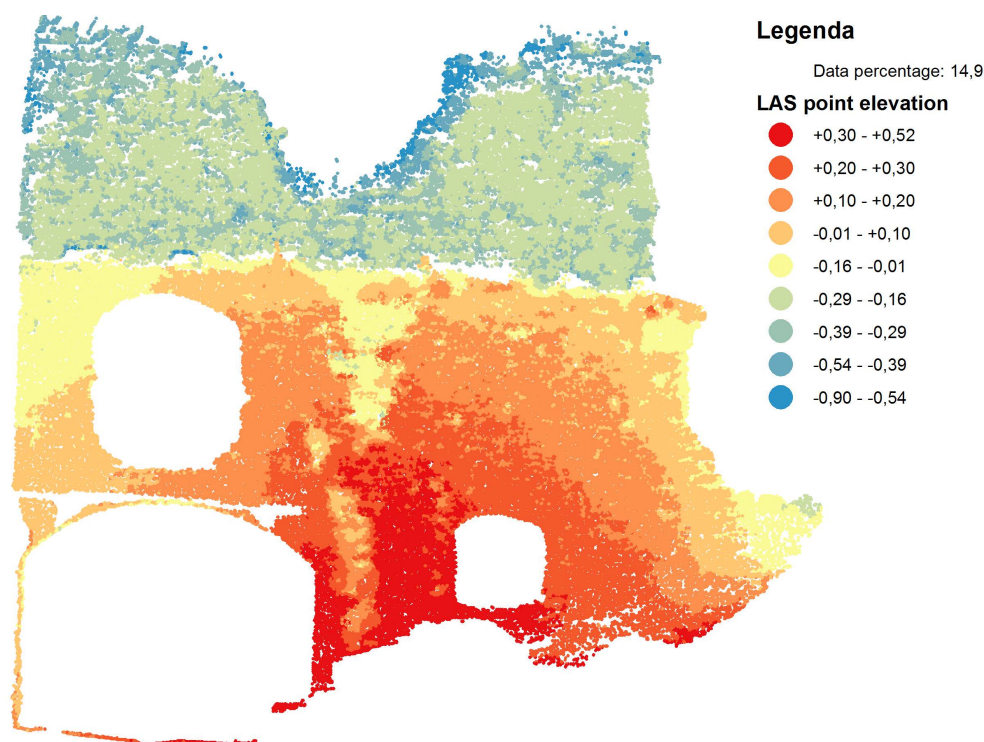 Legenda
Data percentage: 14,9
LAS point elevation
+0,30 - +0,52
+0,20 - +0,30
+0,10 - +0,20
-0,01 - +0,10
-0,16 - -0,01
-0,29 - -0,16
-0,39 - -0,29
-0,54 - -0,39
-0,90 - -0,54